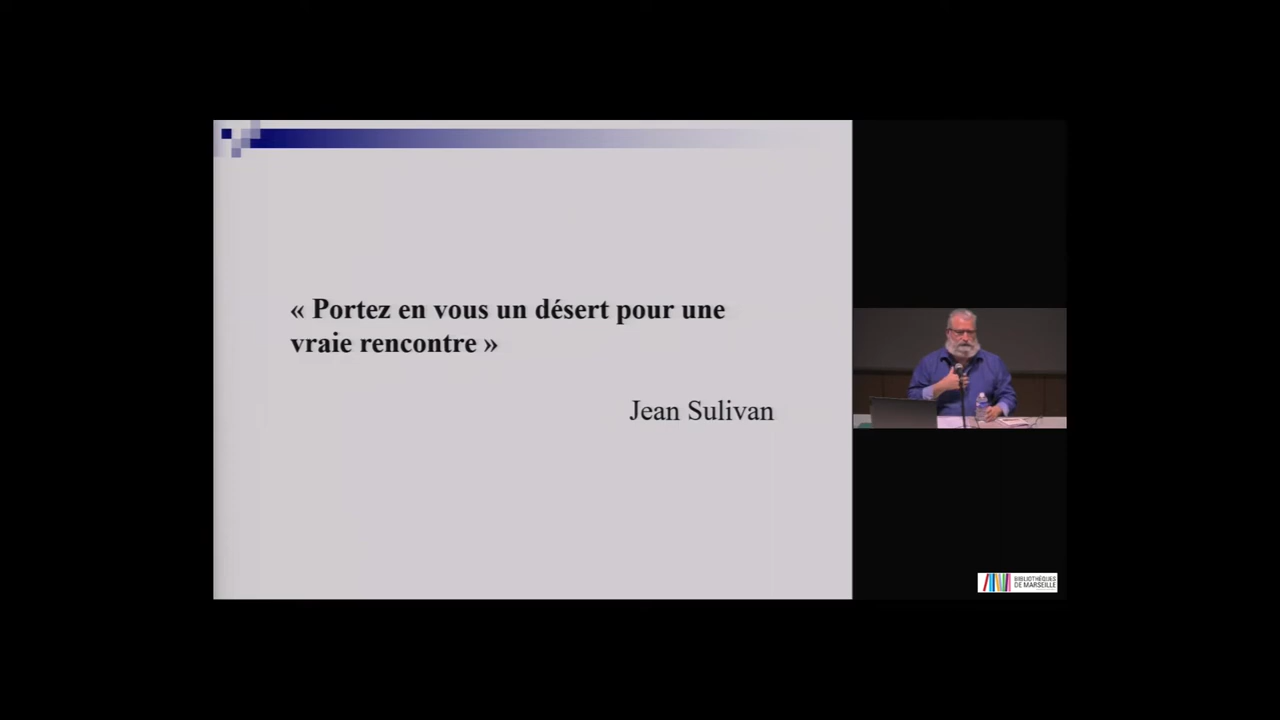 « Portez en vous un désert pour une
vraie rencontre »
Jean Sulivan
BIBLIOTHÈQUES
DE MARSEILLE